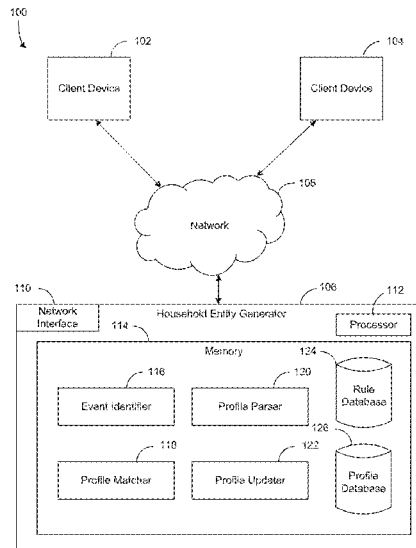 100
102
104
Client Device
Client Device
Network
110
106
112
Network
Interface
Household Entity Generator
Processor
114
Memory
124
116
120
Event Identifier
Profile Parser
Rule
Database
126
118
122
Profile Matcher
Profile Updater
Profile
Database